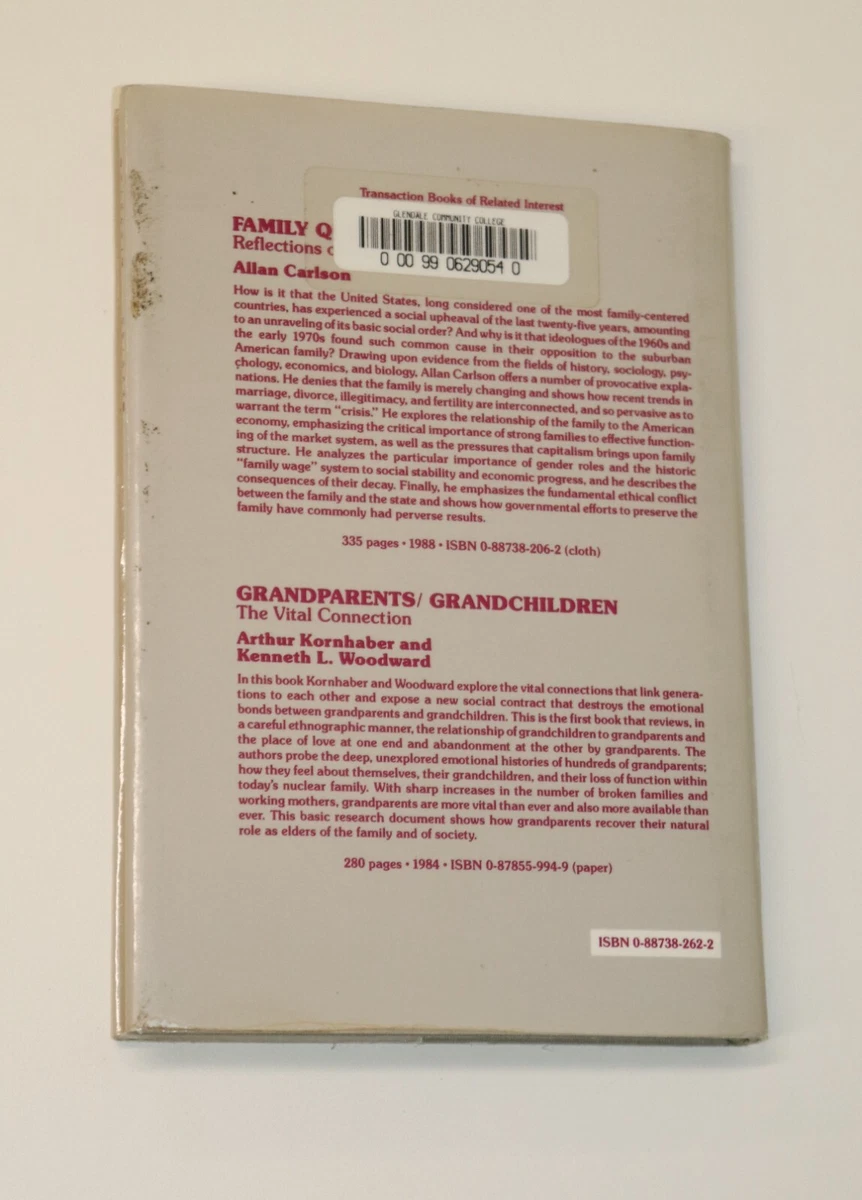 Transaction Books of Related Interest
GLENDALE COMMUNITY COLLEGE
0 00 99 0629054 0
FAMILY Q
Reflections
Allan Carlson
How is it that the United States, long considered one of the most family-centered
countries, has experienced a social upheaval of the last twenty-five years, amounting
to an unraveling of its basic social order? And why is it that ideologues of the 1960s and
the early 1970s found such common cause in their opposition to the suburban
American family? Drawing upon evidence from the fields of history, sociology, psy-
chology, economics, and biology, Allan Carlson offers a number of provocative expla-
nations. He denies that the family is merely changing and shows how recent trends in
marriage, divorce, illegitimacy, and fertility are interconnected, and so pervasive as to
warrant the term "crisis." He explores the relationship of the family to the American
economy, emphasizing the critical importance of strong families to effective function-
ing of the market system, as well as the pressures that capitalism brings upon family
structure. He analyzes the particular importance of gender roles and the historic
"family wage" system to social stability and economic progress, and he describes the
consequences of their decay. Finally, he emphasizes the fundamental ethical conflict
between the family and the state and shows how governmental efforts to preserve the
family have commonly had perverse results.
335 pages • 1988 • ISBN 0-88738-206-2 (cloth)
GRANDPARENTS/ GRANDCHILDREN
The Vital Connection
Arthur Kornhaber and
Kenneth L. Woodward
In this book Kornhaber and Woodward explore the vital connections that link genera-
tions to each other and expose a new social contract that destroys the emotional
bonds between grandparents and grandchildren. This is the first book that reviews, in
a careful ethnographic manner, the relationship of grandchildren to grandparents and
the place of love at one end and abandonment at the other by grandparents. The
authors probe the deep, unexplored emotional histories of hundreds of grandparents;
how they feel about themselves, their grandchildren, and their loss of function within
today's nuclear family. With sharp increases in the number of broken families and
working mothers, grandparents are more vital than ever and also more available than
ever. This basic research document shows how grandparents recover their natural
role as elders of the family and of society.
280 pages • 1984 • ISBN 0-87855-994-9 (paper)
ISBN 0-88738-262-2